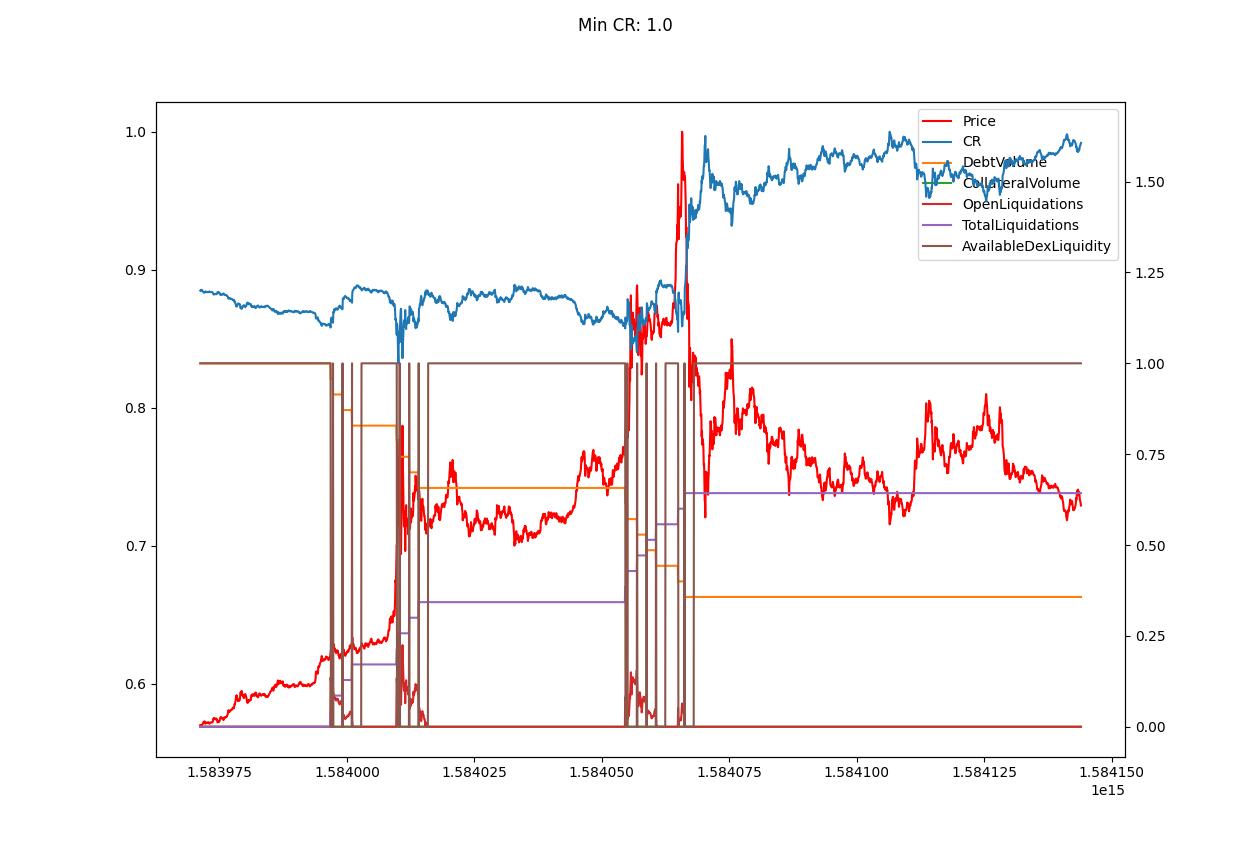 Min CR: 1.0
Price
CR
DebtVolume
CollateralVolume
OpenLiquidations
TotalLiquidations
AvailableDexLiquidity
1.0
0.9
0.8
0.7
0.6
1.50
1.25
1.00
0.75
0.50
0.25
0.00
1.583975 1.584000 1.584025 1.584050 1.584075 1.584100 1.584125 1.584150
1e15